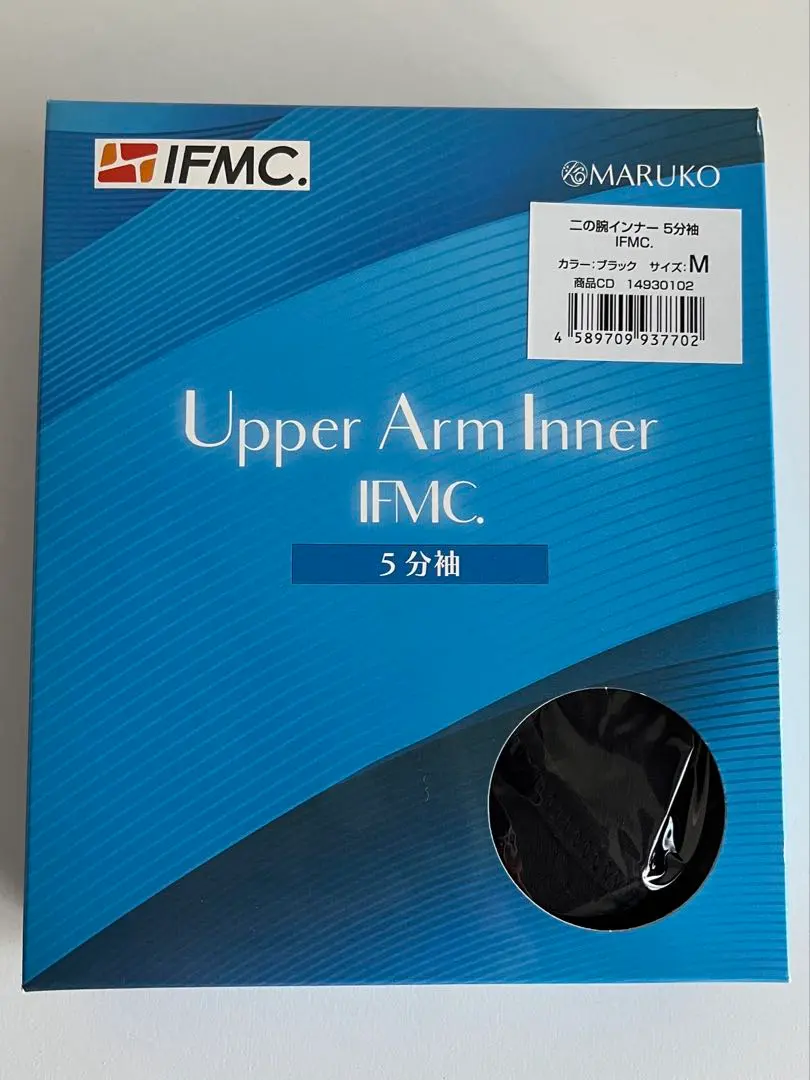 IFMC.
MARUKO
二の腕インナー 5分袖
IFMC.
カラー:ブラック サイズ:M
商品CD 14930102
4 589709 937702
Upper Arm Inner
IFMC.
5分袖